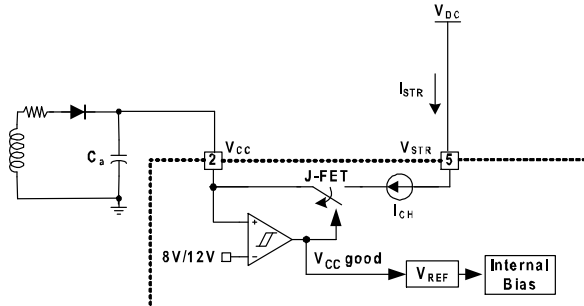 VDC
ISTR
VCC
VSTR
2
5
Ca
J-FET
ICH
8V/12V
+
−
VCC good
VREF
Internal
Bias